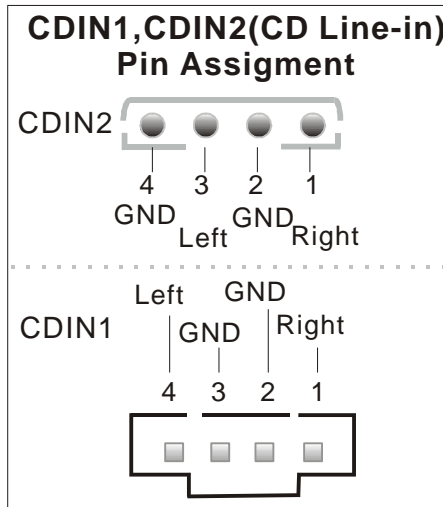 CDIN1,CDIN2(CD Line-in)
Pin Assigment
CDIN2
4 3 2 1
GND Left GND Right
Left GND GND Right
CDIN1
4 3 2 1